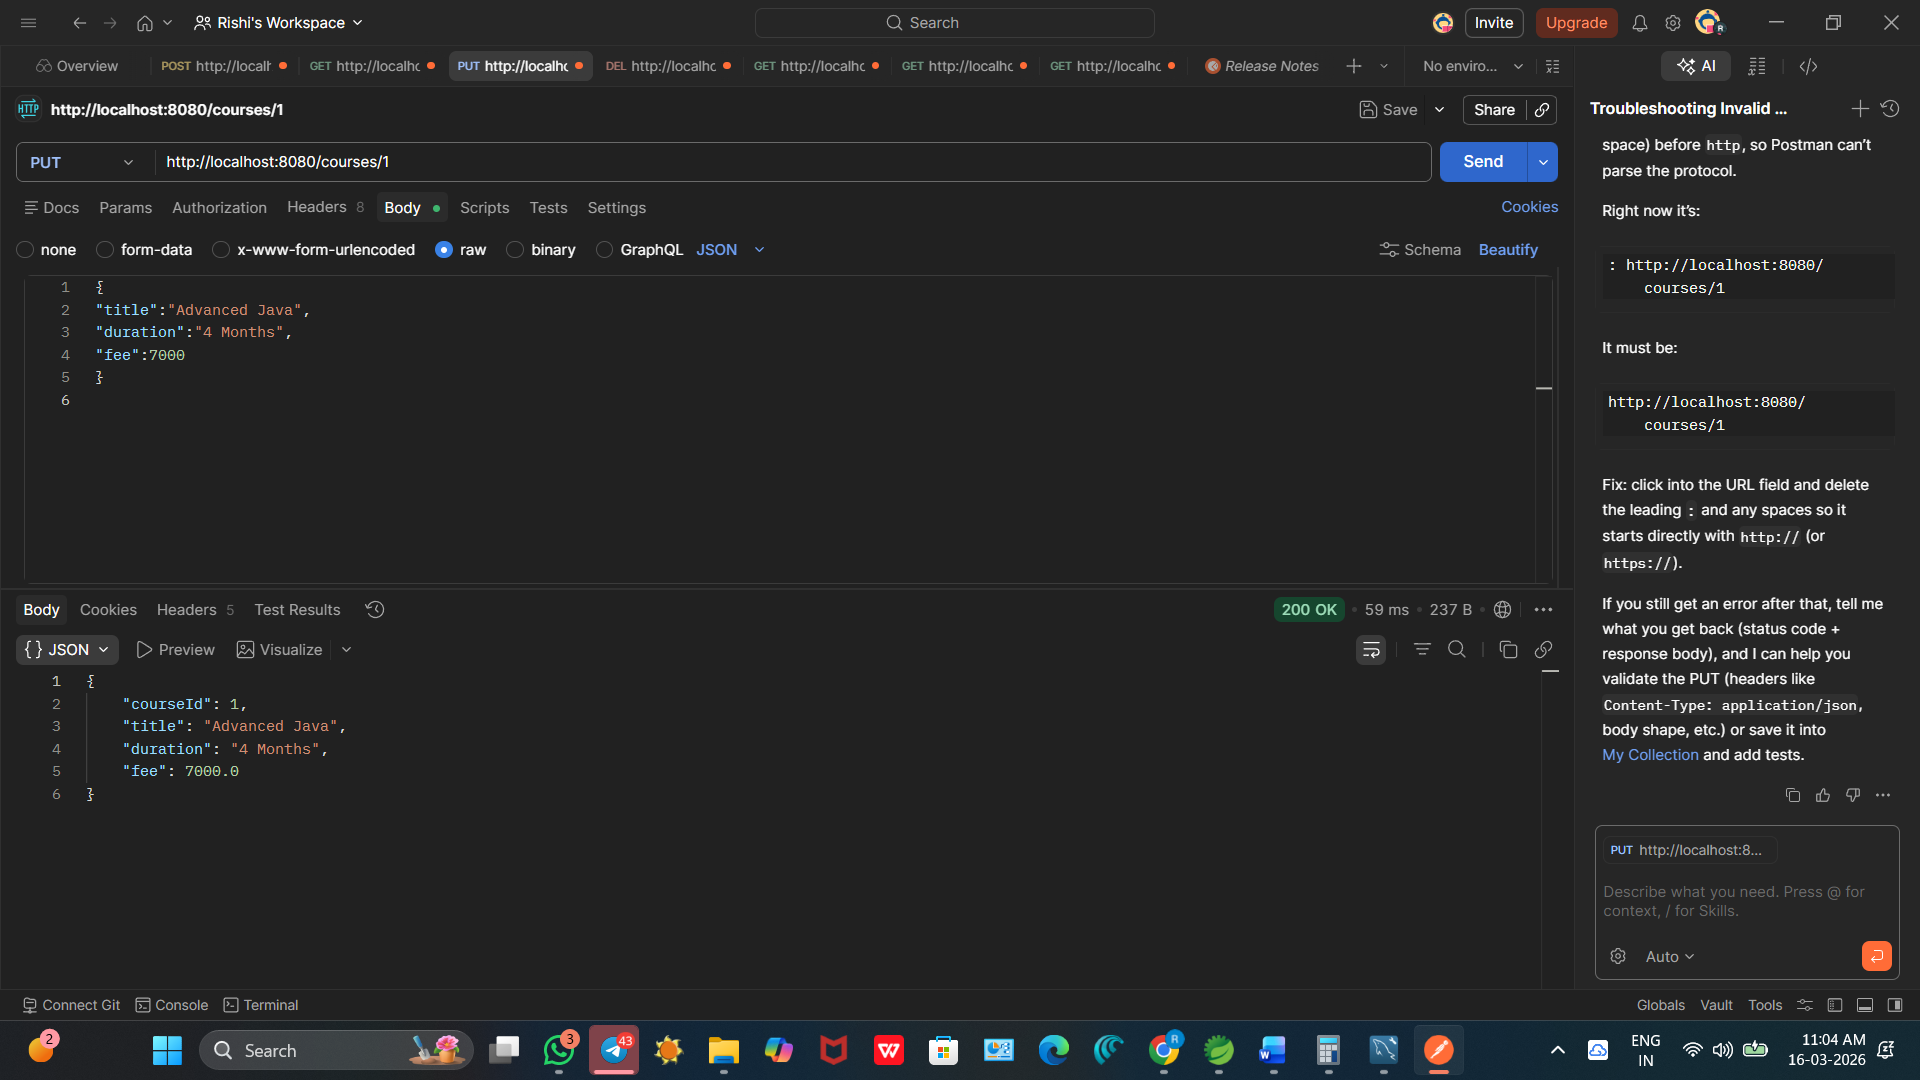 Rishi's Workspace
Search
Invite
Upgrade
Overview
POST http://localh
GET http://localhc
PUT http://localhc
DEL http://localhc
GET http://localhc
GET http://localhc
GET http://localhc
Release Notes
No enviro...
AI
HTTP http://localhost:8080/courses/1
Save
Share
PUT
http://localhost:8080/courses/1
Send
Docs Params Authorization Headers 8 Body Scripts Tests Settings
Cookies
none form-data x-www-form-urlencoded raw binary GraphQL JSON
Schema Beautify
1 {
2 "title":"Advanced Java",
3 "duration":"4 Months",
4 "fee":7000
5 }
6
Body Cookies Headers 5 Test Results
200 OK • 59 ms • 237 B
{} JSON Preview Visualize
1 {
2 "courseId": 1,
3 "title": "Advanced Java",
4 "duration": "4 Months",
5 "fee": 7000.0
6 }
Troubleshooting Invalid ...
space) before http, so Postman can't
parse the protocol.
Right now it's:
: http://localhost:8080/
courses/1
It must be:
http://localhost:8080/
courses/1
Fix: click into the URL field and delete
the leading : and any spaces so it
starts directly with http:// (or
https://).
If you still get an error after that, tell me
what you get back (status code +
response body), and I can help you
validate the PUT (headers like
Content-Type: application/json,
body shape, etc.) or save it into
My Collection and add tests.
PUT http://localhost:8...
Describe what you need. Press @ for
context, / for Skills.
Auto
Connect Git Console Terminal
Globals Vault Tools
2
Search
3
43
W
R
W
ENG
IN
11:04 AM
16-03-2026